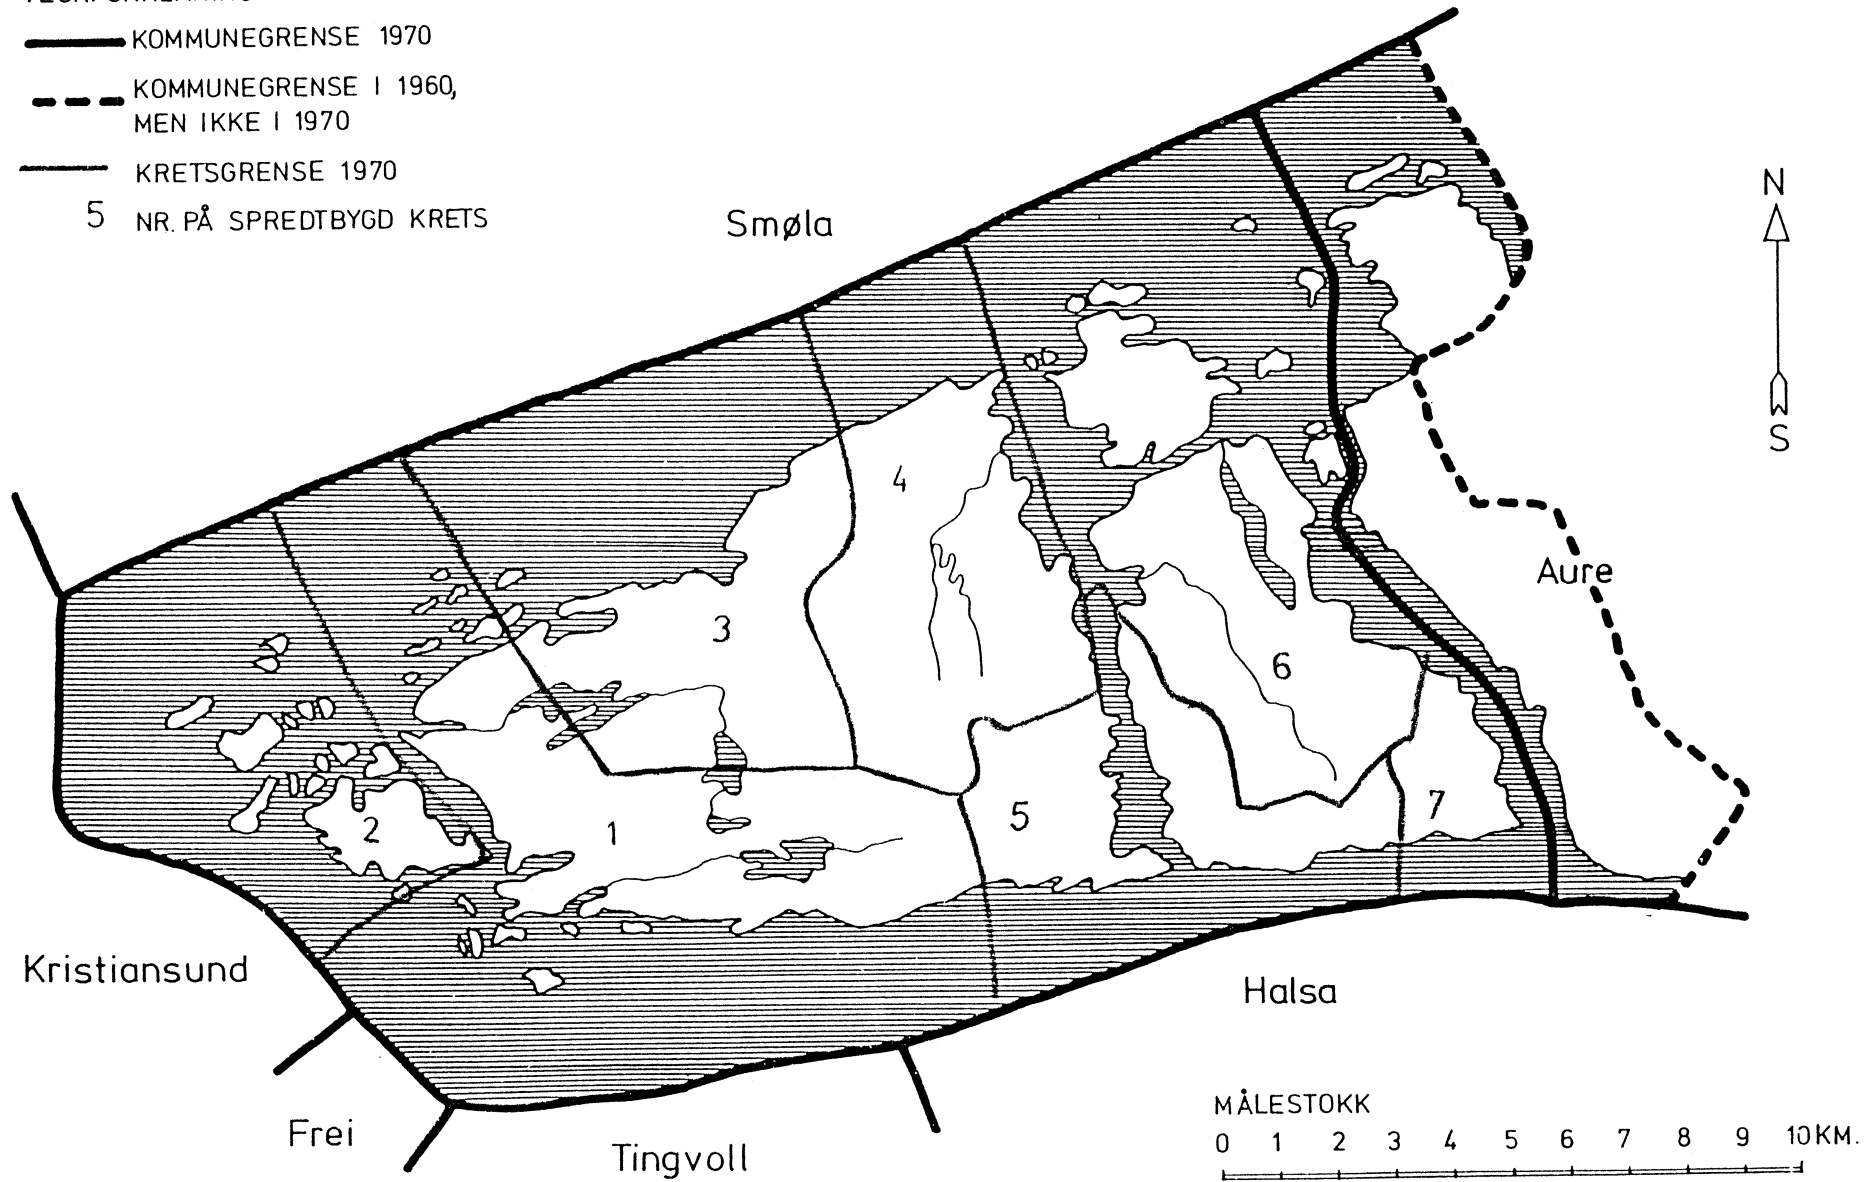 KOMMUNEGRENSE 1970
KOMMUNEGRENSE I 1960,
MEN IKKE I 1970
KRETSGRENSE 1970
5 NR. PÅ SPREDTBYGD KRETS
Smøla
N
S
4
3
6
Aure
2
1
5
7
Kristiansund
Halsa
Frei
Tingvoll
MÅLESTOKK
0 1 2 3 4 5 6 7 8 9 10 KM.